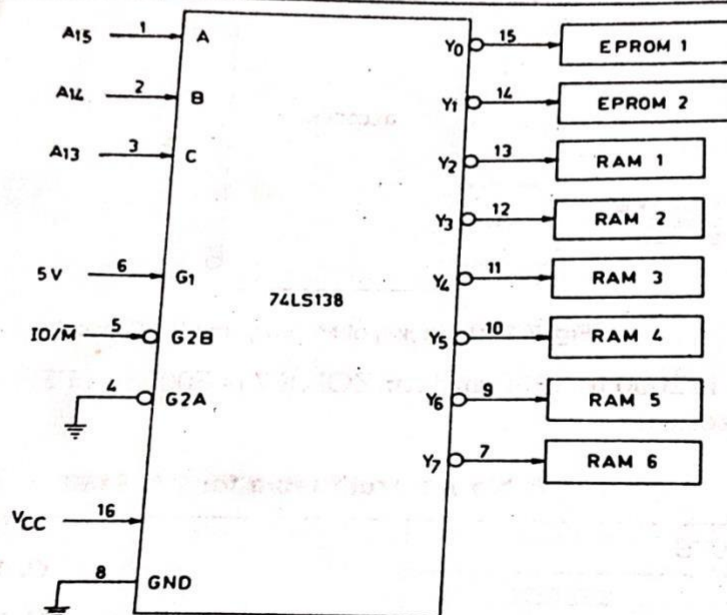 A15 1 A Y0 15 EPROM 1
A14 2 B Y1 14 EPROM 2
A13 3 C Y2 13 RAM 1
Y3 12 RAM 2
5V 6 G1 Y4 11 RAM 3
74LS138
IO/M̅ 5 G2B Y5 10 RAM 4
4 G2A Y6 9 RAM 5
Y7 7 RAM 6
VCC 16
8 GND